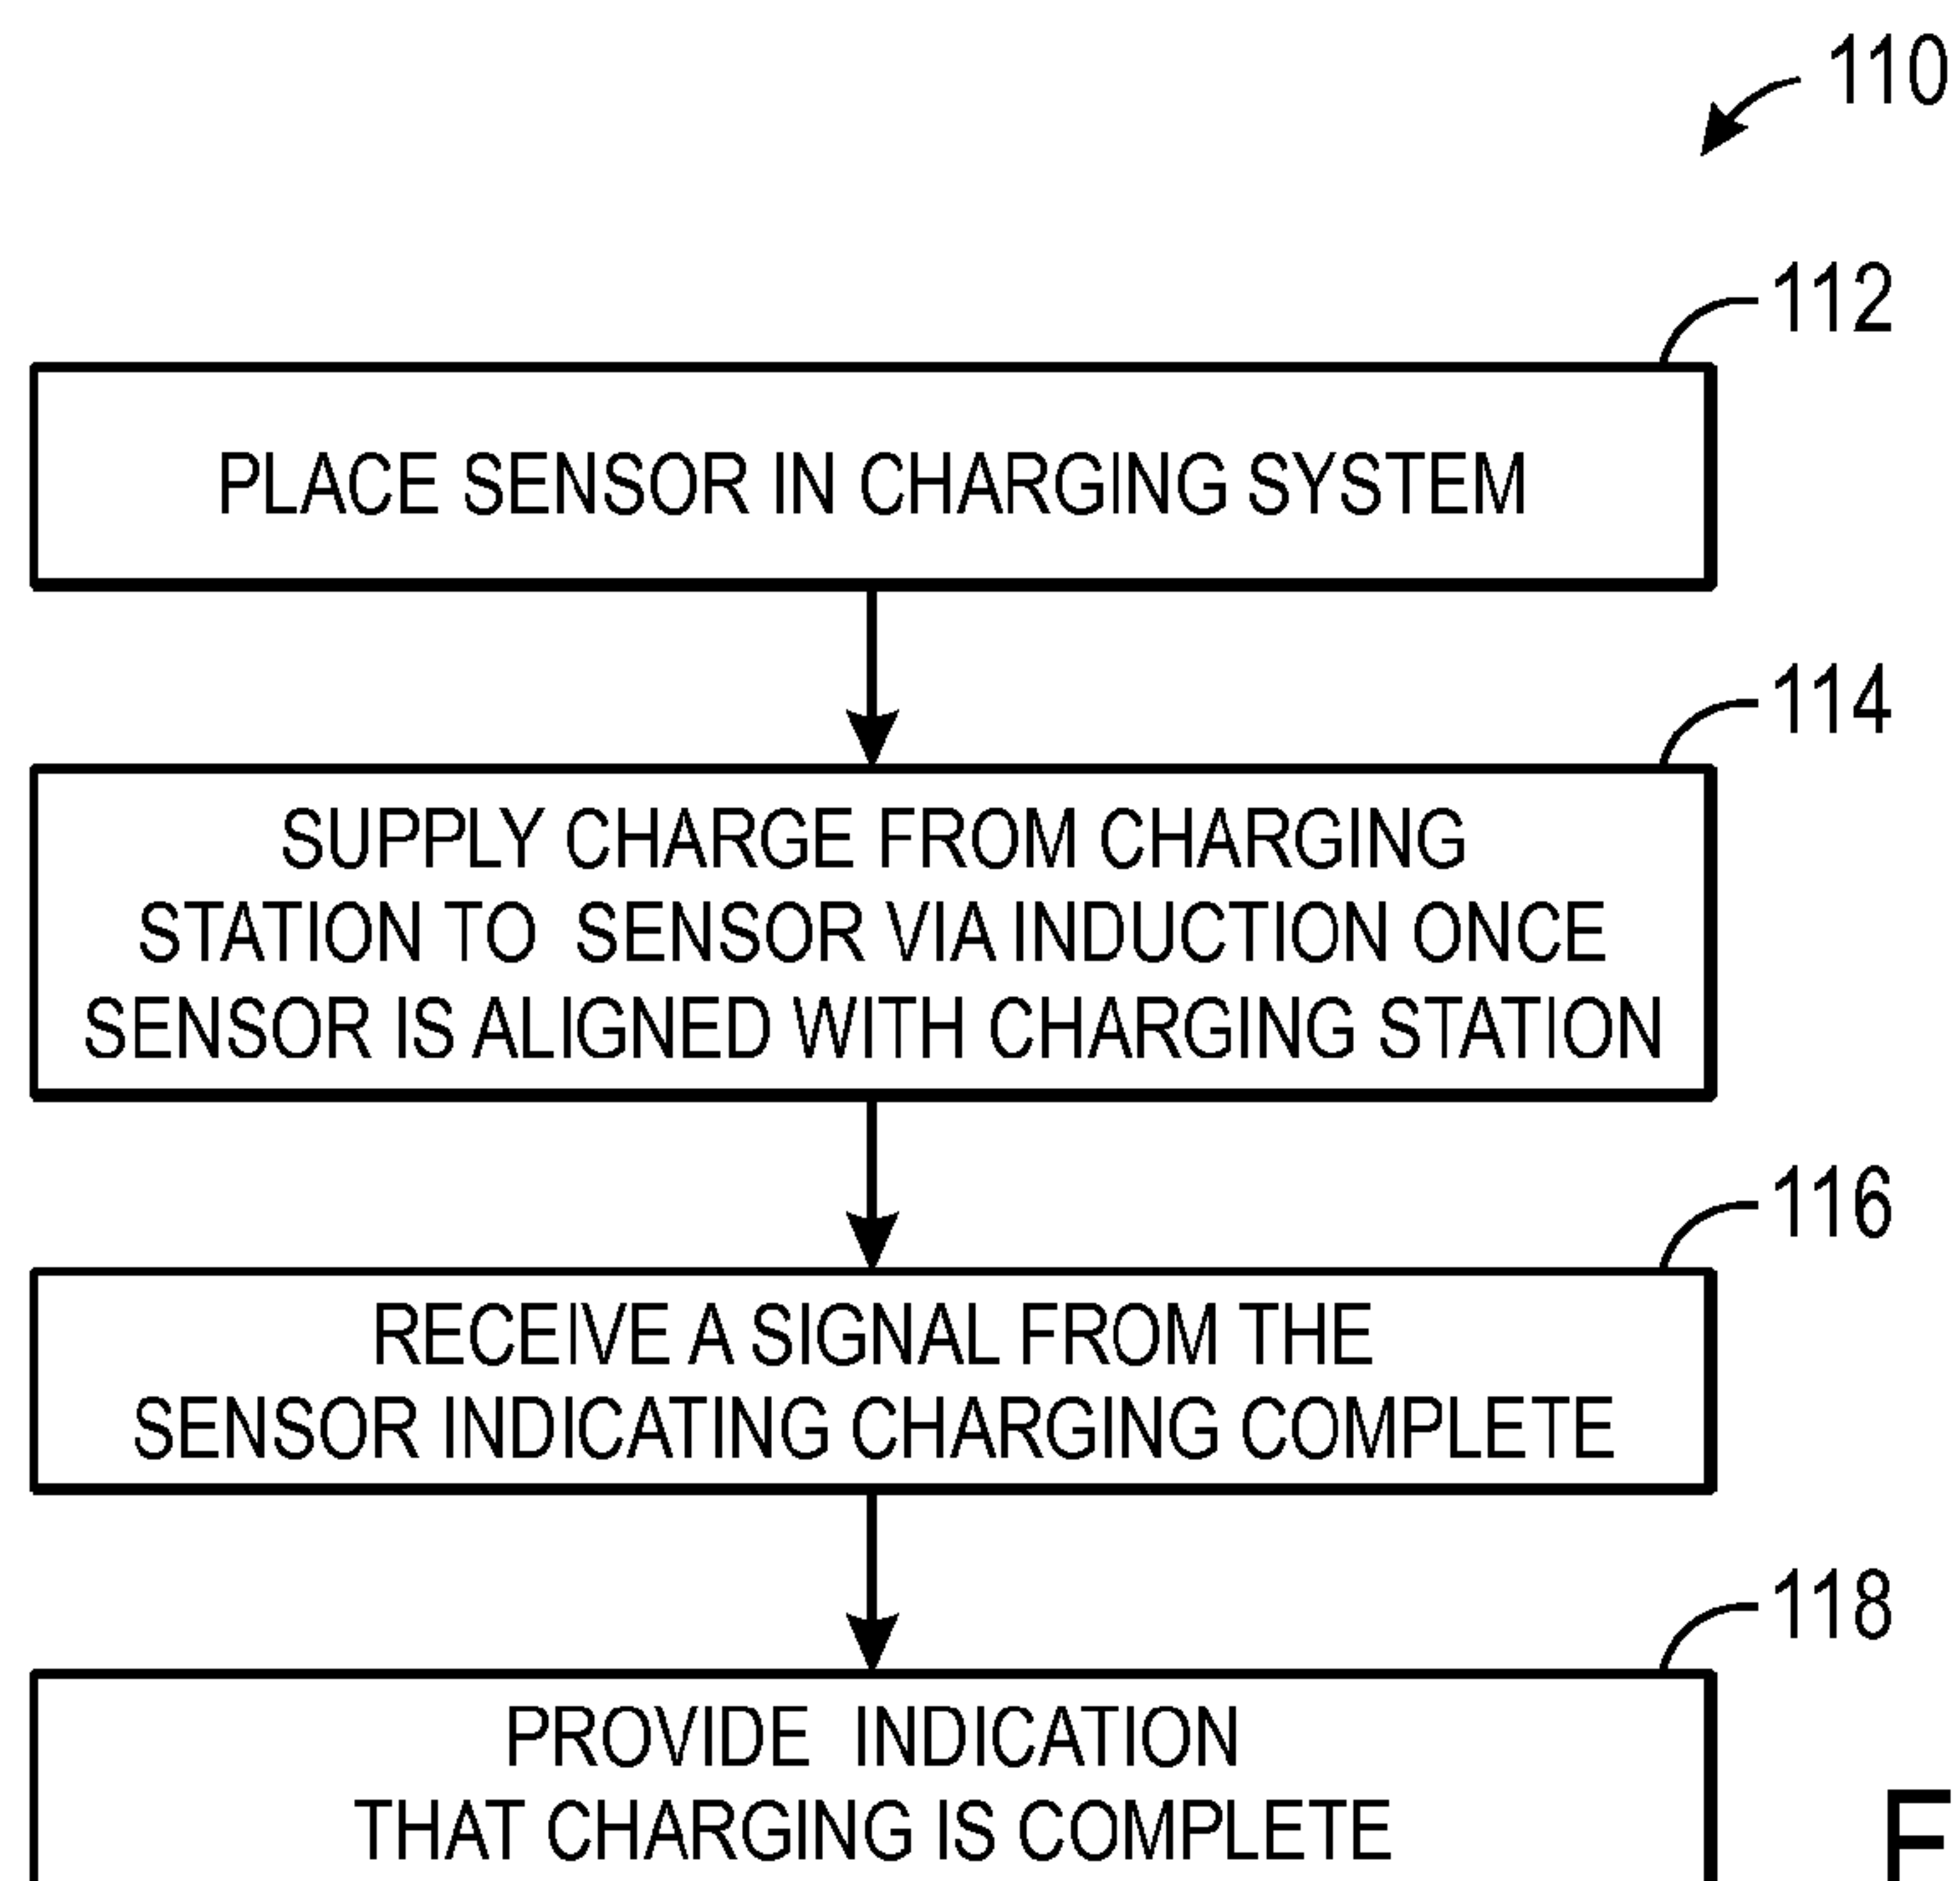 110
112
PLACE SENSOR IN CHARGING SYSTEM
114
SUPPLY CHARGE FROM CHARGING
STATION TO SENSOR VIA INDUCTION ONCE
SENSOR IS ALIGNED WITH CHARGING STATION
116
RECEIVE A SIGNAL FROM THE
SENSOR INDICATING CHARGING COMPLETE
118
PROVIDE INDICATION
THAT CHARGING IS COMPLETE